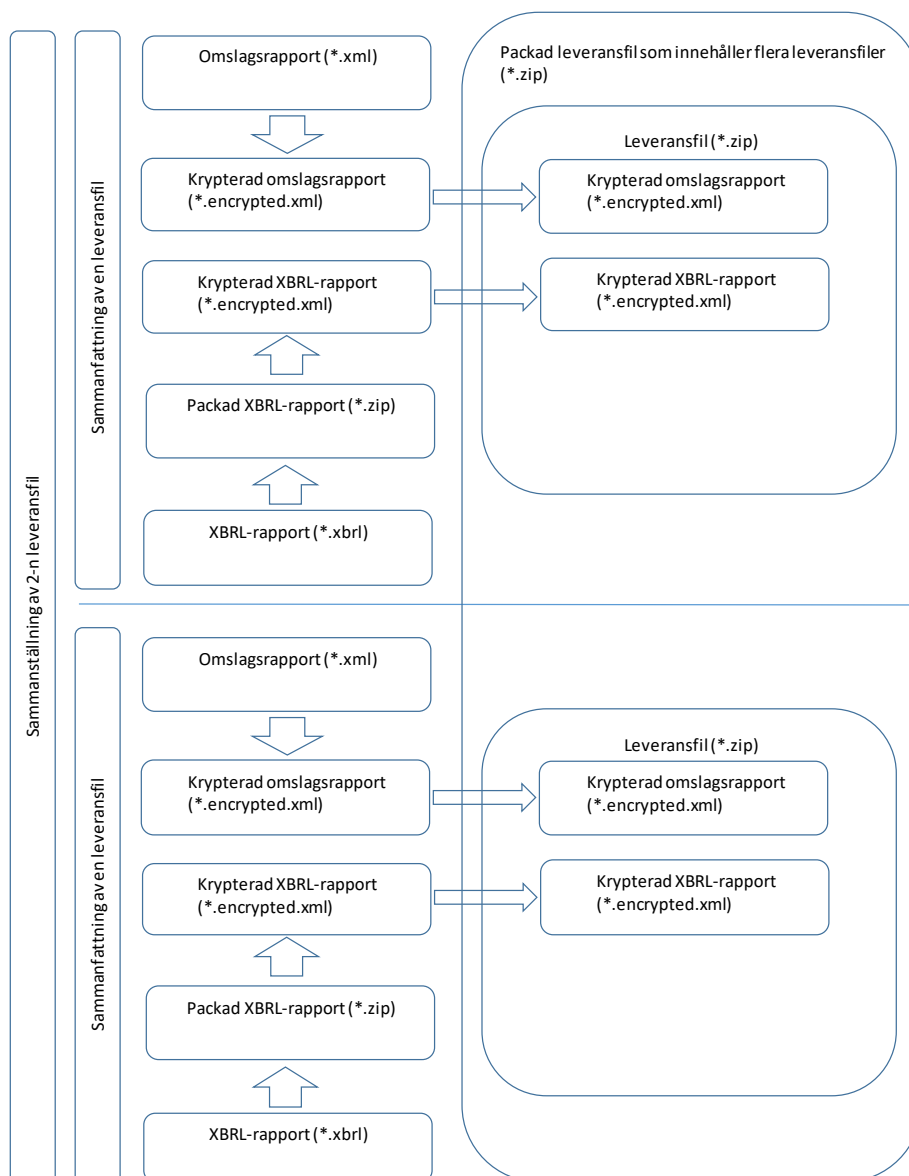 Sammanställning av 2-n leveransfil
Sammanfattning av en leveransfil
Omslagsrapport (*.xml)
Krypterad omslagsrapport
(*.encrypted.xml)
Krypterad XBRL-rapport
(*.encrypted.xml)
Packad XBRL-rapport (*.zip)
XBRL-rapport (*.xbrl)
Packad leveransfil som innehåller flera leveransfiler
(*.zip)
Leveransfil (*.zip)
Krypterad omslagsrapport
(*.encrypted.xml)
Krypterad XBRL-rapport
(*.encrypted.xml)
Sammanfattning av en leveransfil
Omslagsrapport (*.xml)
Krypterad omslagsrapport
(*.encrypted.xml)
Krypterad XBRL-rapport
(*.encrypted.xml)
Packad XBRL-rapport (*.zip)
XBRL-rapport (*.xbrl)
Leveransfil (*.zip)
Krypterad omslagsrapport
(*.encrypted.xml)
Krypterad XBRL-rapport
(*.encrypted.xml)